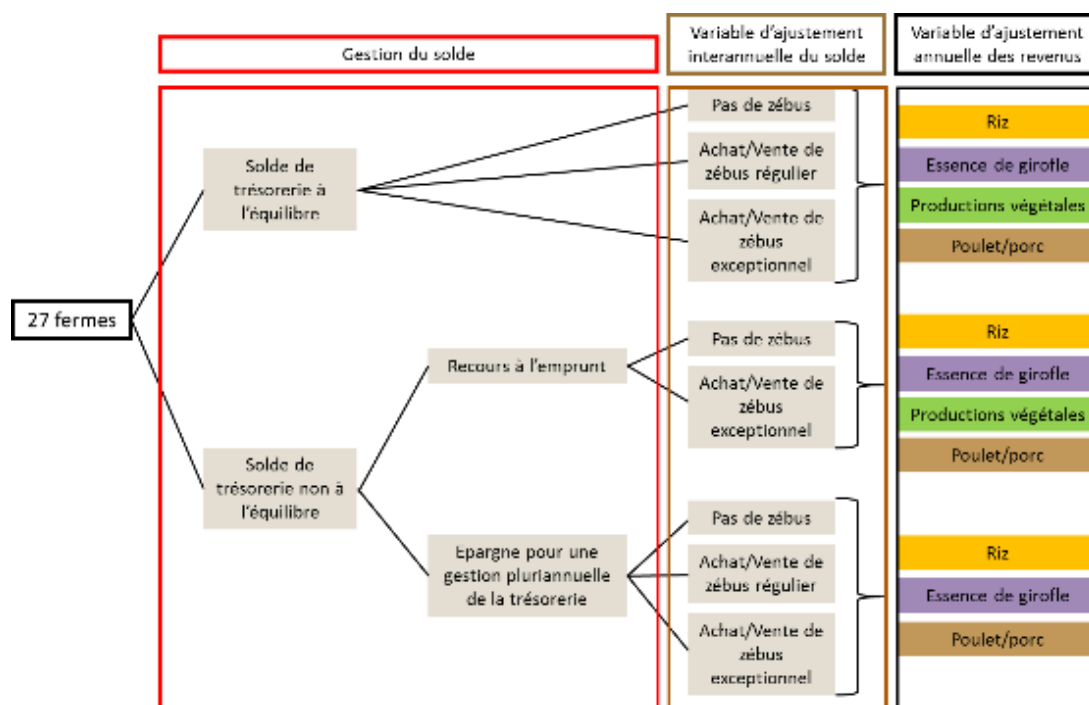 Gestion du solde
Variable d'ajustement
interannuelle du solde
Variable d'ajustement
annuelle des revenus
27 fermes
Solde de
trésorerie à
l'équilibre
Pas de zébus
Achat/Vente de
zébus régulier
Achat/Vente de
zébus
exceptionnel
Riz
Essence de girofle
Productions végétales
Poulet/porc
Solde de
trésorerie non à
l'équilibre
Recours à l'emprunt
Pas de zébus
Achat/Vente de
zébus
exceptionnel
Riz
Essence de girofle
Productions végétales
Poulet/porc
Epargne pour une
gestion pluriannuelle
de la trésorerie
Pas de zébus
Achat/Vente de
zébus régulier
Achat/Vente de
zébus
exceptionnel
Riz
Essence de girofle
Poulet/porc